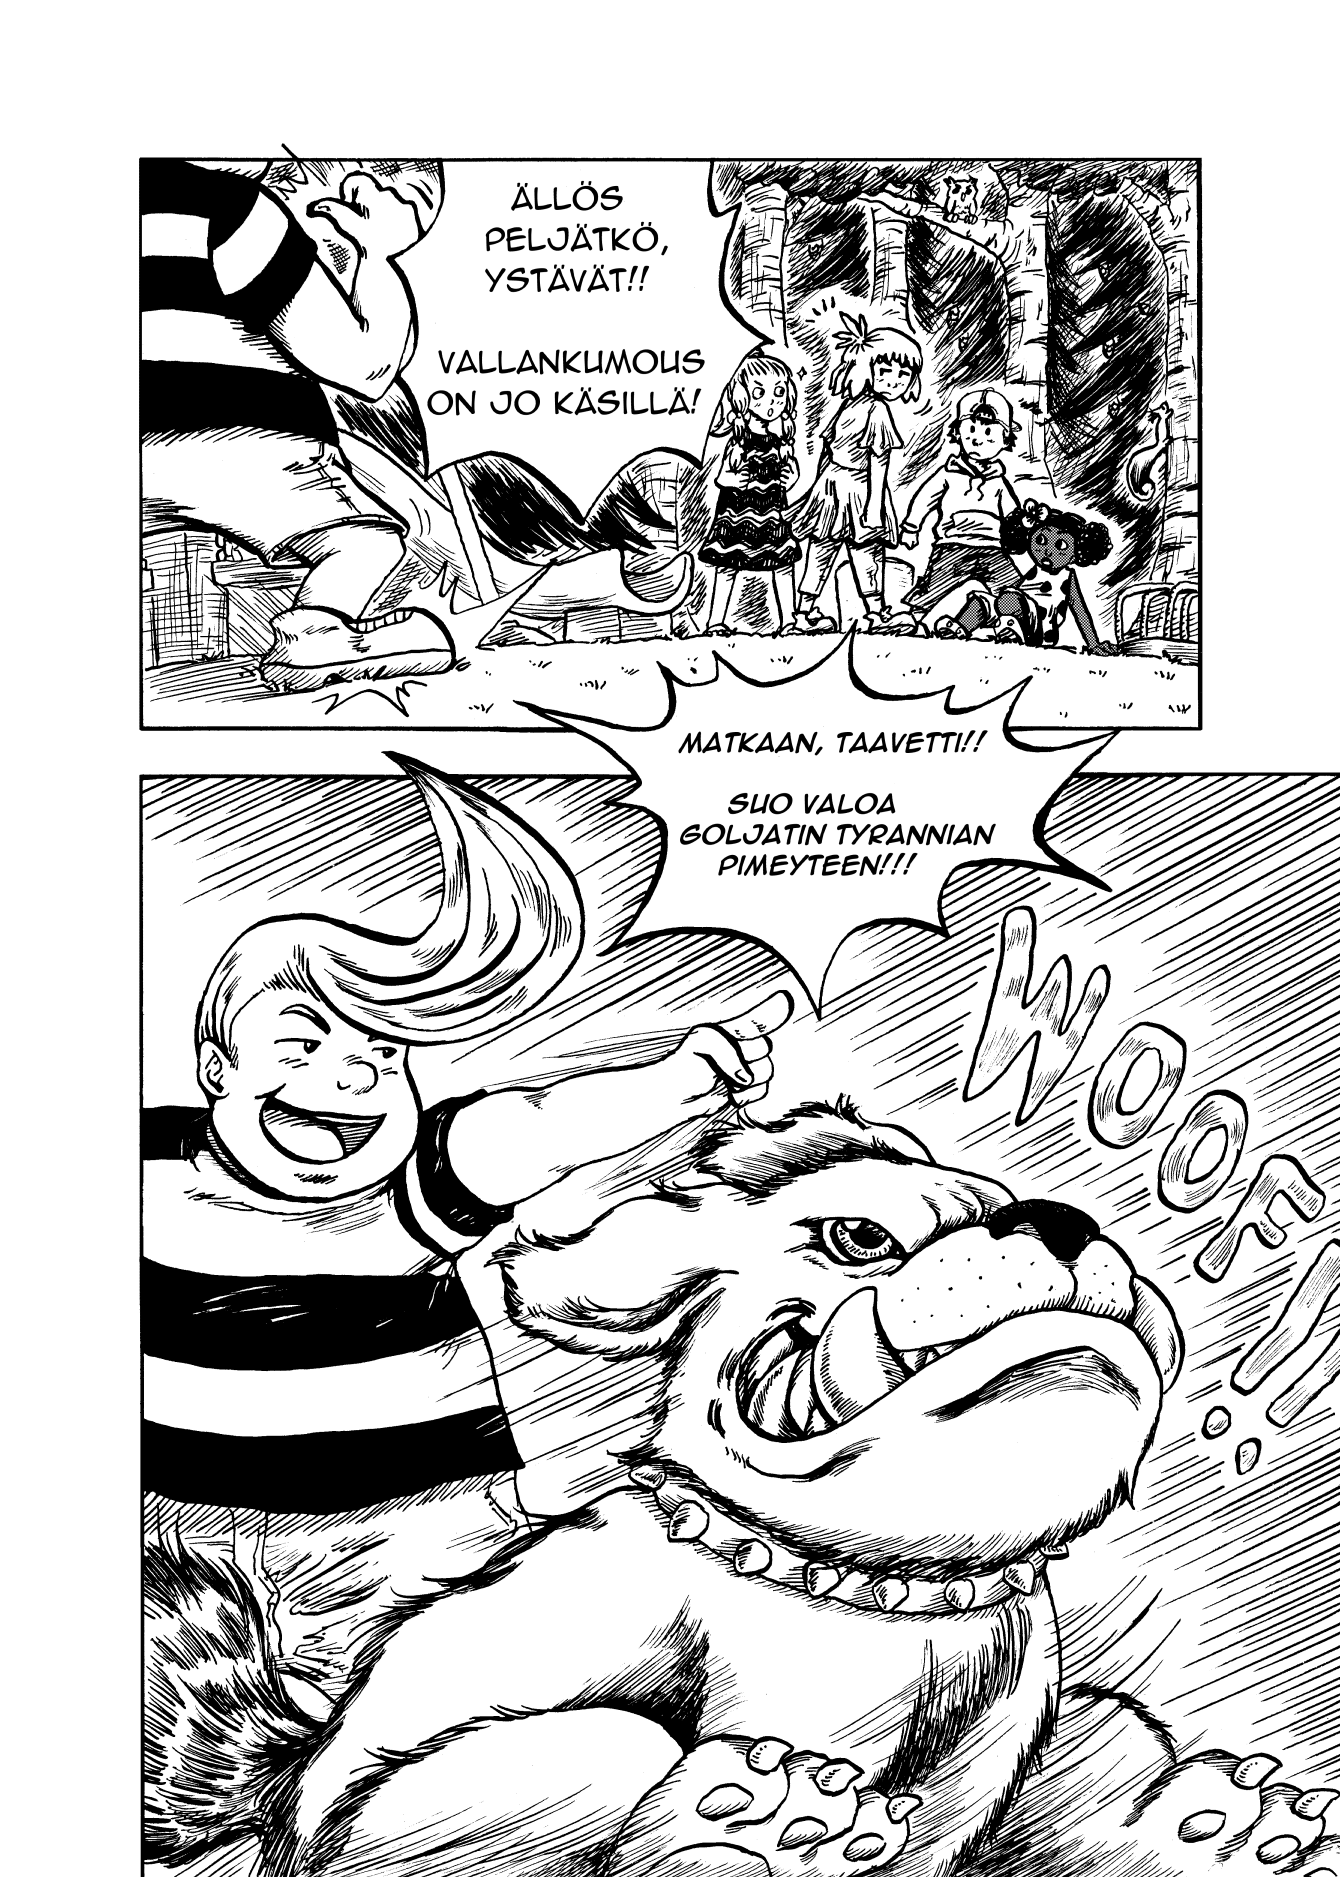 ÄLLÖS
PELJÄTKÖ,
YSTÄVÄT!!
VALLANKUMOUS
ON JO KÄSILLÄ!
MATKAAN, TAAVETTI!!
SUO VALOA
GOLJATIN TYRANNIAN
PIMEYTEEN!!!
WOOF!!